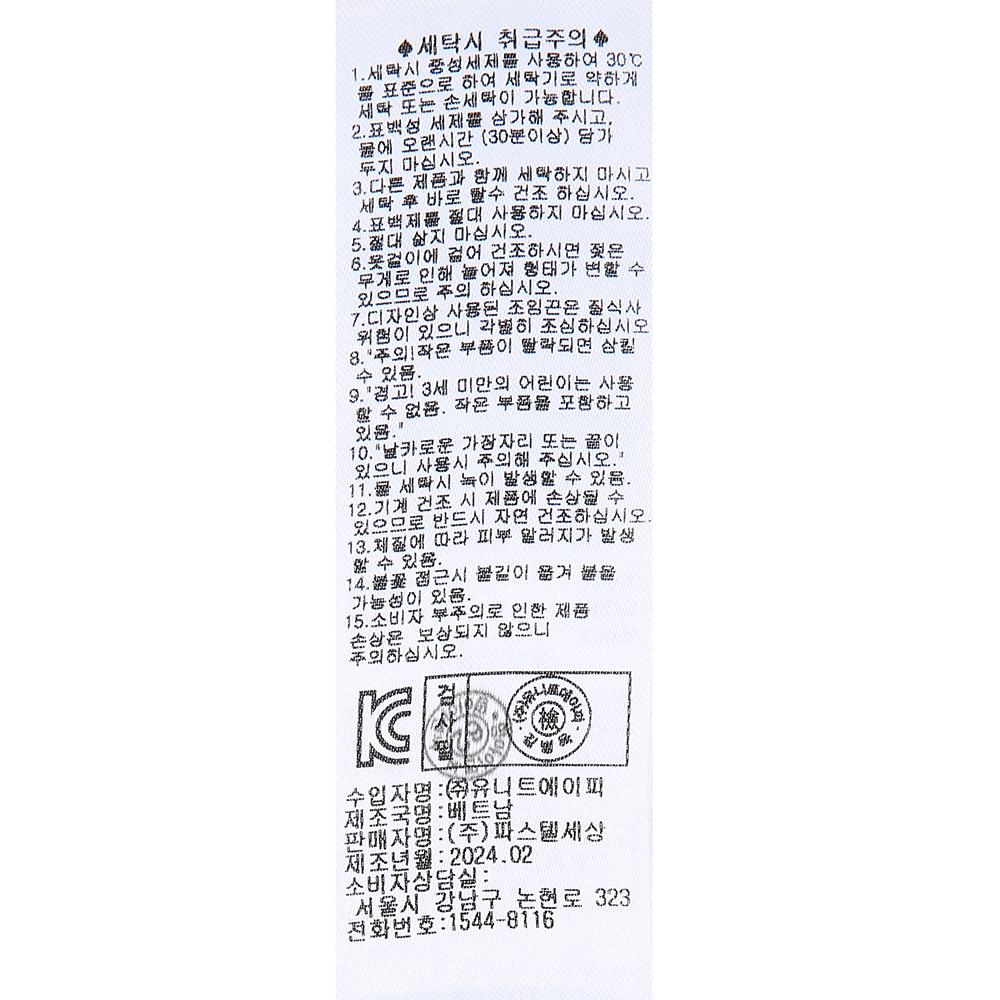 ♠세탁시 취급주의♠
1.세탁시 중성세제를 사용하여 30℃
를 표준으로 하여 세탁기로 약하게
세탁 또는 손세탁이 가능합니다.
2.표백성 세제를 삼가해 주시고,
물에 오랜시간 (30분이상) 담가
두지 마십시오.
3.다른 제품과 함께 세탁하지 마시고
세탁 후 바로 탈수 건조 하십시오.
4.표백제를 절대 사용하지 마십시오.
5.절대 삶지 마십시오.
6.옷걸이에 걸어 건조하시면 젖은
무게로 인해 늘어져 형태가 변할 수
있으므로 주의 하십시오.
7.디자인상 사용된 조임끈은 질식사
위험이 있으니 각별히 조심하십시오
8."주의!작은 부품이 탈락되면 삼킬
수 있음.
9."경고! 3세 미만의 어린이는 사용
할 수 없음. 작은 부품을 포함하고
있음."
10."날카로운 가장자리 또는 끝이
있으니 사용시 주의해 주십시오."
11.물 세탁시 녹이 발생할 수 있음.
12.기계 건조 시 제품에 손상될 수
있으므로 반드시 자연 건조하십시오.
13.체질에 따라 피부 알러지가 발생
할 수 있음.
14.불꽃 접근시 불길이 옮겨 붙을
가능성이 있음.
15.소비자 부주의로 인한 제품
손상은 보상되지 않으니
주의하십시오.
KC
검사필
(주)유니트에이피
檢
수입자명:(주)유니트에이피
제조국명:베트남
판매자명:(주)파스텔세상
제조년월:2024.02
소비자상담실:
서울시 강남구 논현로 323
전화번호:1544-8116